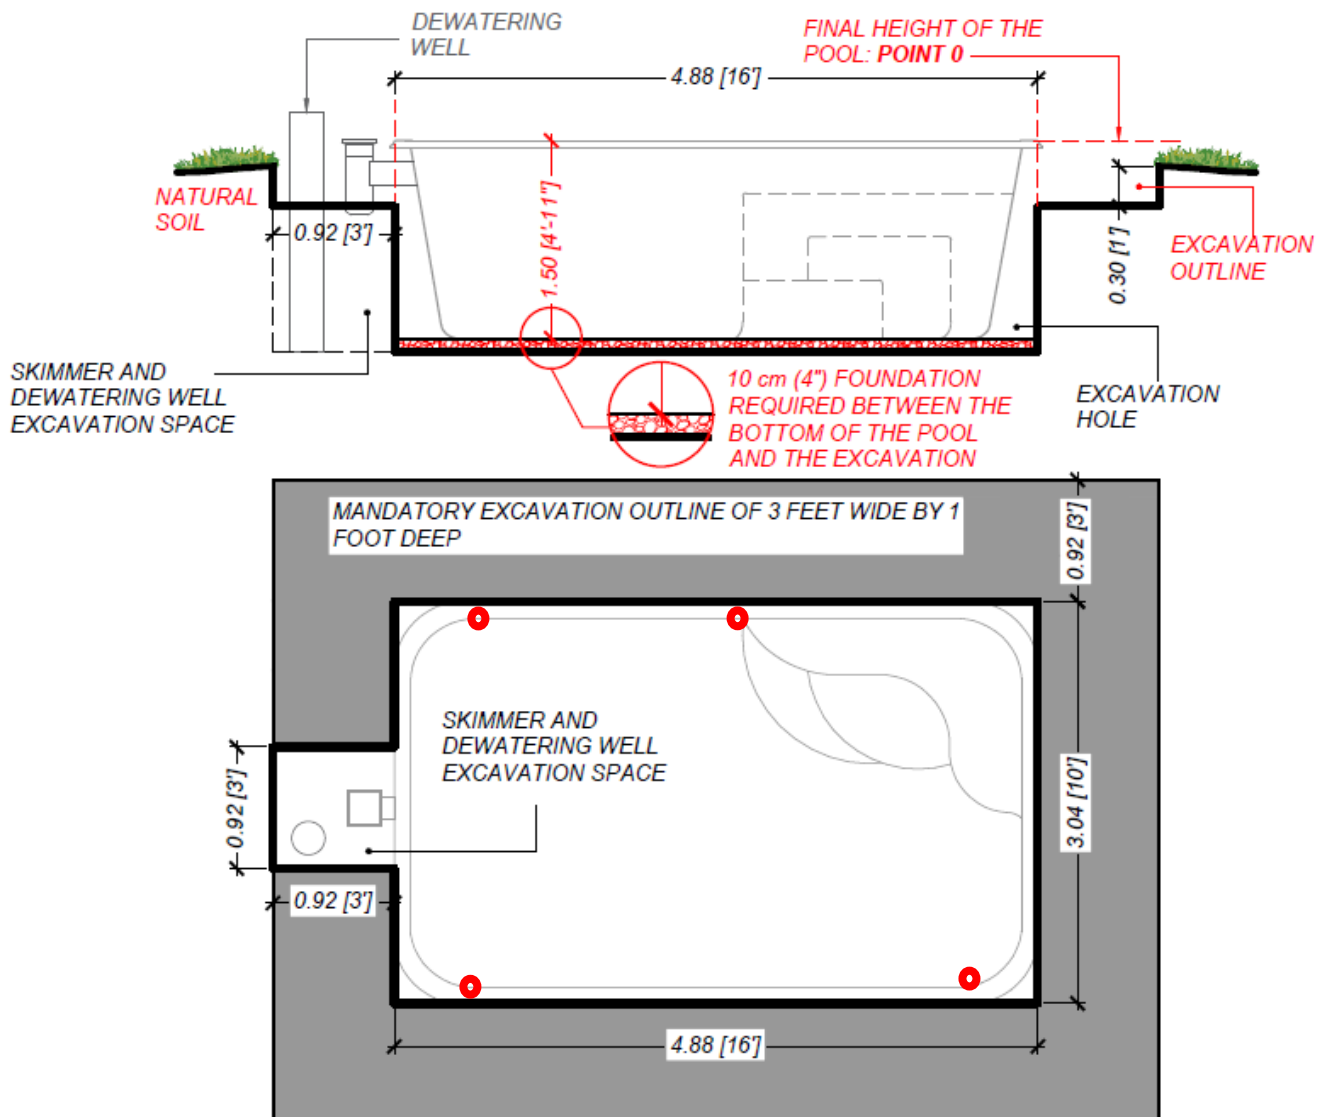 DEWATERING
WELL
FINAL HEIGHT OF THE
POOL: POINT 0
4.88 [16']
NATURAL
SOIL
0.92 [3']
1.50 [4'-11"]
0.30 [1']
EXCAVATION
OUTLINE
SKIMMER AND
DEWATERING WELL
EXCAVATION SPACE
10 cm (4") FOUNDATION
REQUIRED BETWEEN THE
BOTTOM OF THE POOL
AND THE EXCAVATION
EXCAVATION
HOLE
MANDATORY EXCAVATION OUTLINE OF 3 FEET WIDE BY 1
FOOT DEEP
0.92 [3']
SKIMMER AND
DEWATERING WELL
EXCAVATION SPACE
0.92 [3']
3.04 [10']
0.92 [3']
4.88 [16']